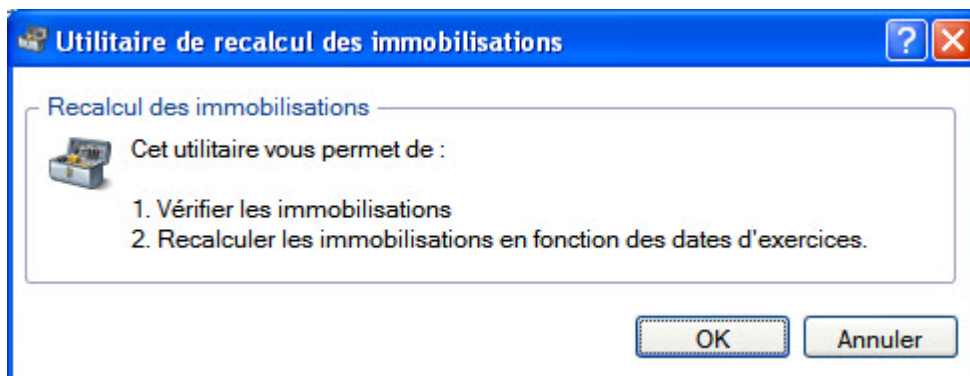 Utilitaire de recalcul des immobilisations
?
Recalcul des immobilisations
Cet utilitaire vous permet de :
1. Vérifier les immobilisations
2. Recalculer les immobilisations en fonction des dates d'exercices.
OK
Annuler